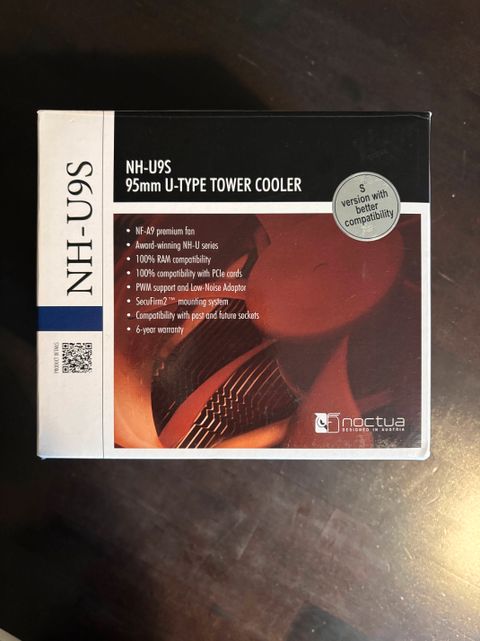 NH-U9S
PRODUCT DETAILS
NH-U9S
95mm U-TYPE TOWER COOLER
S
version with
better
compatibility
• NF-A9 premium fan
• Award-winning NH-U series
• 100% RAM compatibility
• 100% compatibility with PCIe cards
• PWM support and Low-Noise Adaptor
• SecuFirm2™ mounting system
• Compatibility with past and future sockets
• 6-year warranty
noctua
DESIGNED IN AUSTRIA